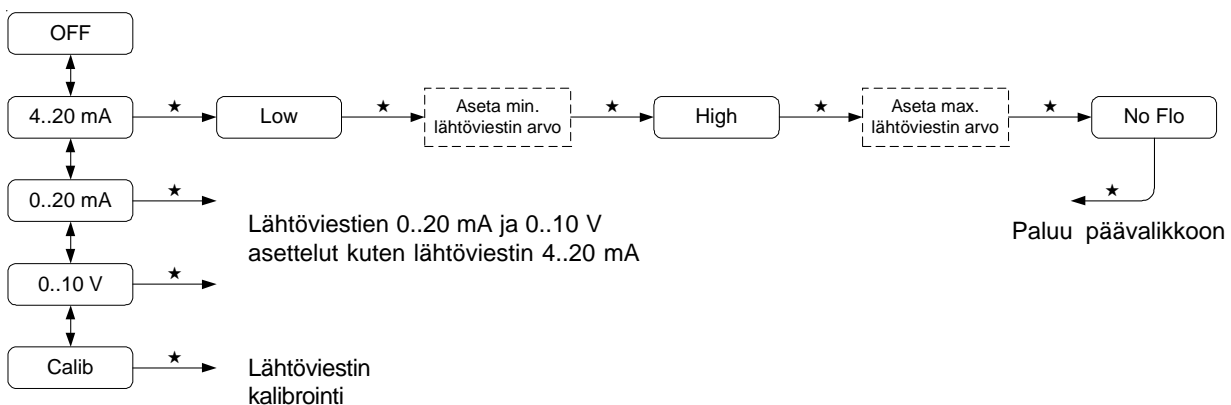 OFF
4..20 mA
★
Low
★
Aseta min.
lähtöviestin arvo
★
High
★
Aseta max.
lähtöviestin arvo
★
No Flo
★
Paluu päävalikkoon
0..20 mA
★
Lähtöviestien 0..20 mA ja 0..10 V
asettelut kuten lähtöviestin 4..20 mA
0..10 V
★
Calib
★
Lähtöviestin
kalibrointi